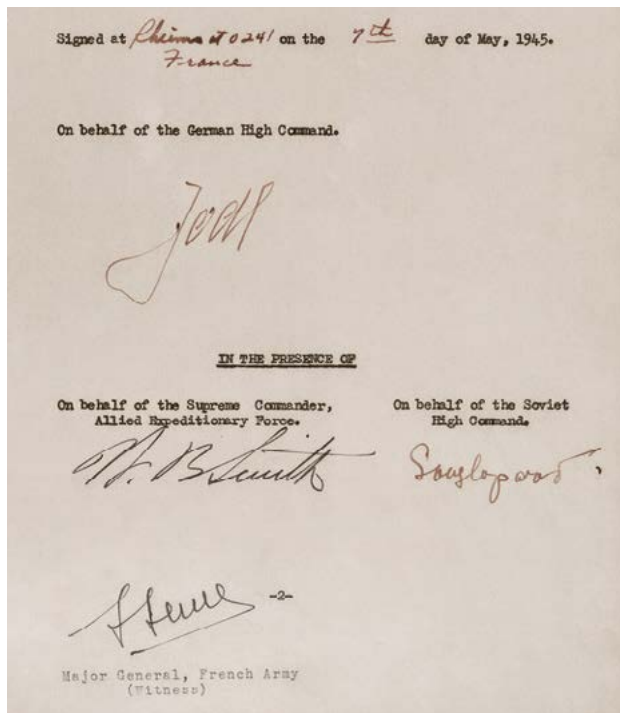 Signed at Rheims at 0241 on the 7th day of May, 1945.
France
On behalf of the German High Command.
Jodl
IN THE PRESENCE OF
On behalf of the Supreme Commander,
Allied Expeditionary Force.
On behalf of the Soviet
High Command.
W. B. Smith
Souslaparov
F Sevez
-2-
Major General, French Army
(Witness)